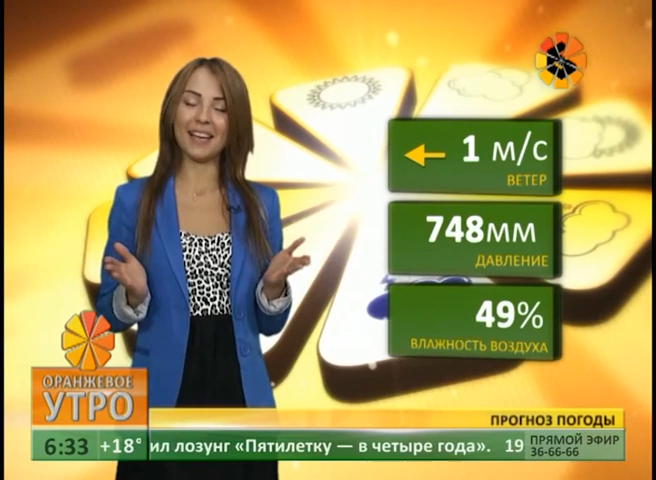 1 м/с
ВЕТЕР
748мм
ДАВЛЕНИЕ
49%
ВЛАЖНОСТЬ ВОЗДУХА
ОРАНЖЕВОЕ
УТРО
ПРОГНОЗ ПОГОДЫ
6:33 +18° ил лозунг «Пятилетку — в четыре года». 19
ПРЯМОЙ ЭФИР
36-66-66